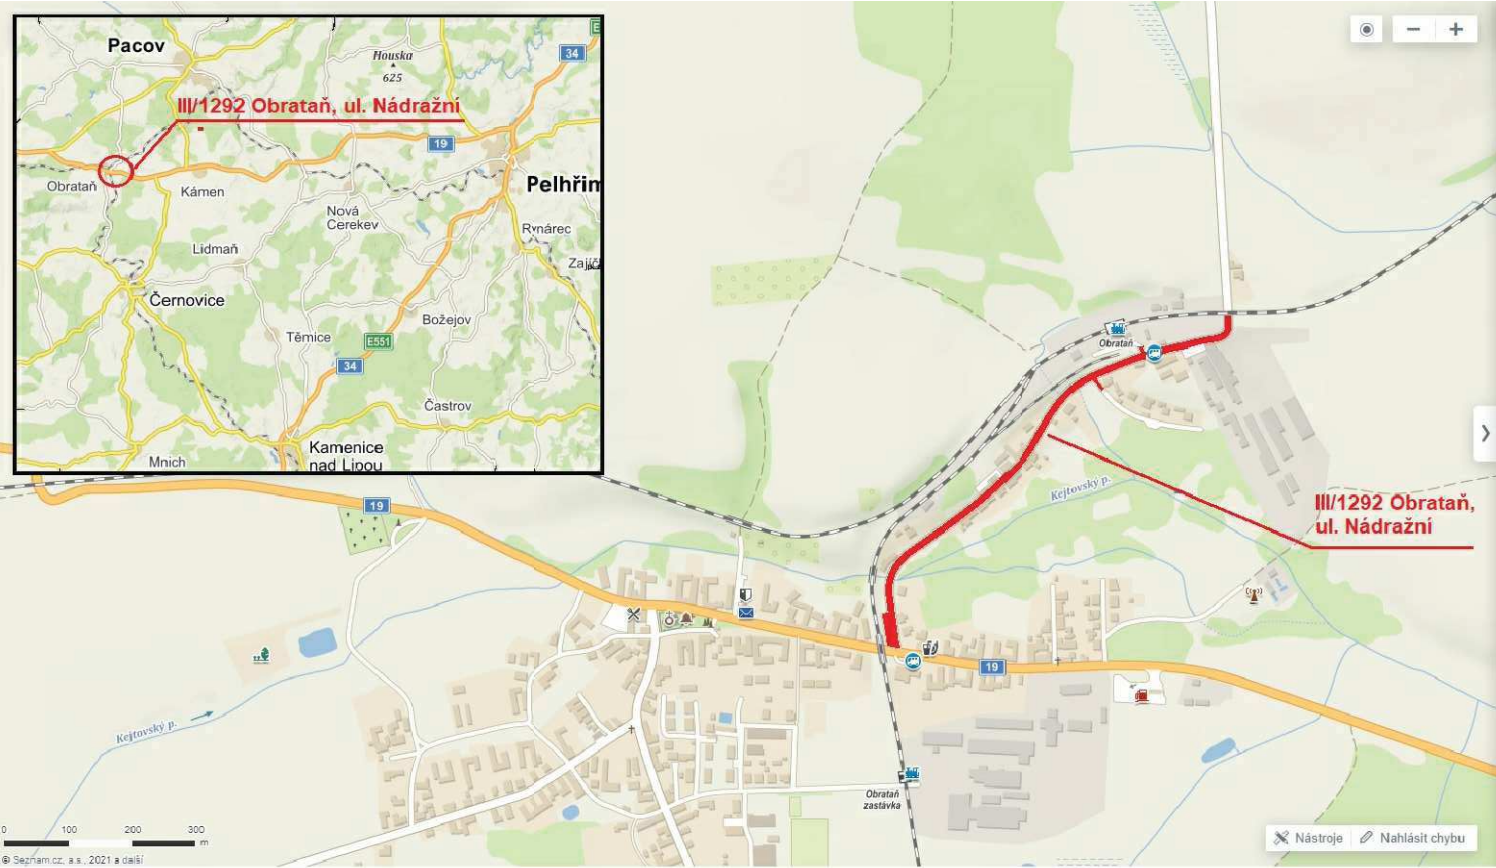 Pacov
Houska
625
34
E
III/1292 Obrataň, ul. Nádražní
19
Obrataň
Kámen
Pelhřim
Nová
Cerekev
Rynárec
Lidmaň
Zajíč
Černovice
Božejov
Těmice
E551
34
Častrov
Kamenice
nad Lipou
Mnich
19
Obrataň
Kejtovský p.
III/1292 Obrataň,
ul. Nádražní
19
Kejtovský p.
Obrataň
zastávka
0 100 200 300
m
© Seznam.cz, a.s., 2021 a další
Nástroje
Nahlásit chybu